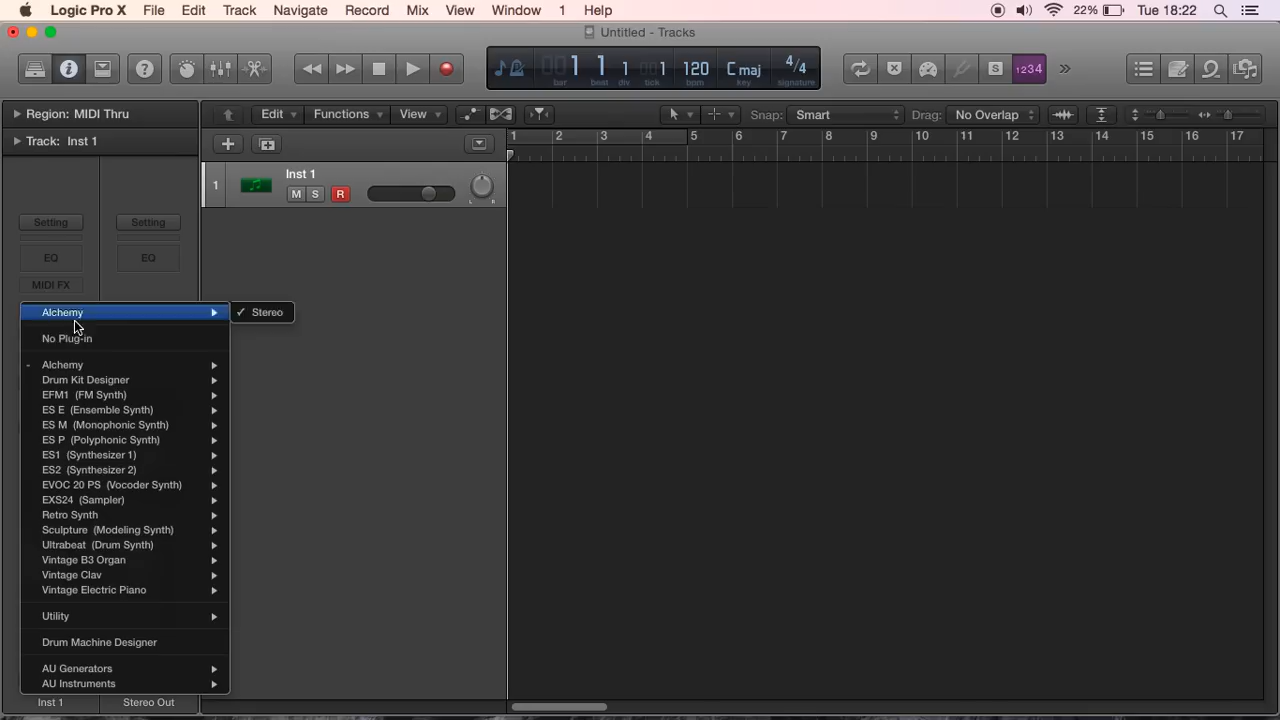 Logic Pro X File Edit Track Navigate Record Mix View Window 1 Help 22% Tue 18:22
Untitled - Tracks
001 1 1 1 120 C maj 4/4 1234
bar beat div tick bpm key signature
Region: MIDI Thru Edit Functions View Snap: Smart Drag: No Overlap
Track: Inst 1
1 2 3 4 5 6 7 8 9 10 11 12 13 14 15 16 17
Inst 1
1
M S R
L R
Setting Setting
EQ EQ
MIDI FX
Alchemy
✓ Stereo
No Plug-in
- Alchemy
Drum Kit Designer
EFM1 (FM Synth)
ES E (Ensemble Synth)
ES M (Monophonic Synth)
ES P (Polyphonic Synth)
ES1 (Synthesizer 1)
ES2 (Synthesizer 2)
EVOC 20 PS (Vocoder Synth)
EXS24 (Sampler)
Retro Synth
Sculpture (Modeling Synth)
Ultrabeat (Drum Synth)
Vintage B3 Organ
Vintage Clav
Vintage Electric Piano
Utility
Drum Machine Designer
AU Generators
AU Instruments
Inst 1 Stereo Out